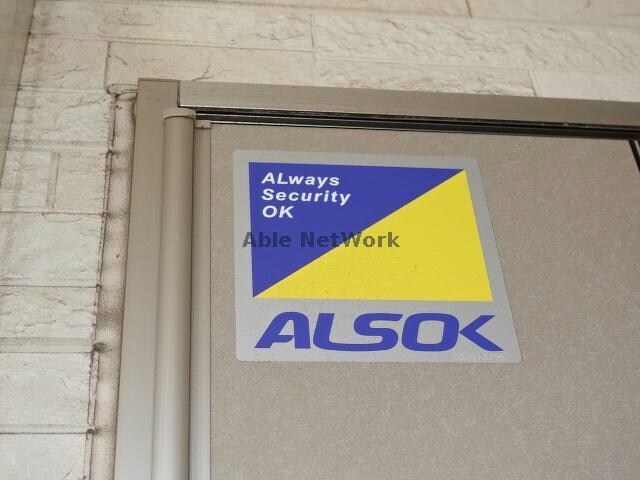 ALways
Security
OK
Able NetWork
ALSOK